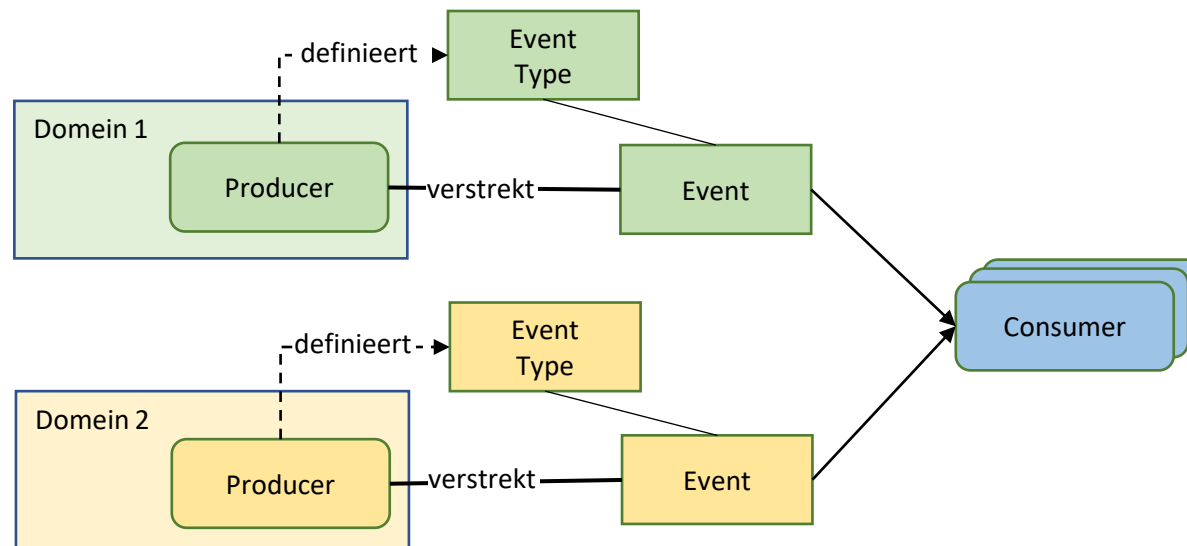 Event
Type
definieert
Domein 1
Producer
verstrekt
Event
Consumer
Event
Type
definieert
Domein 2
Producer
verstrekt
Event